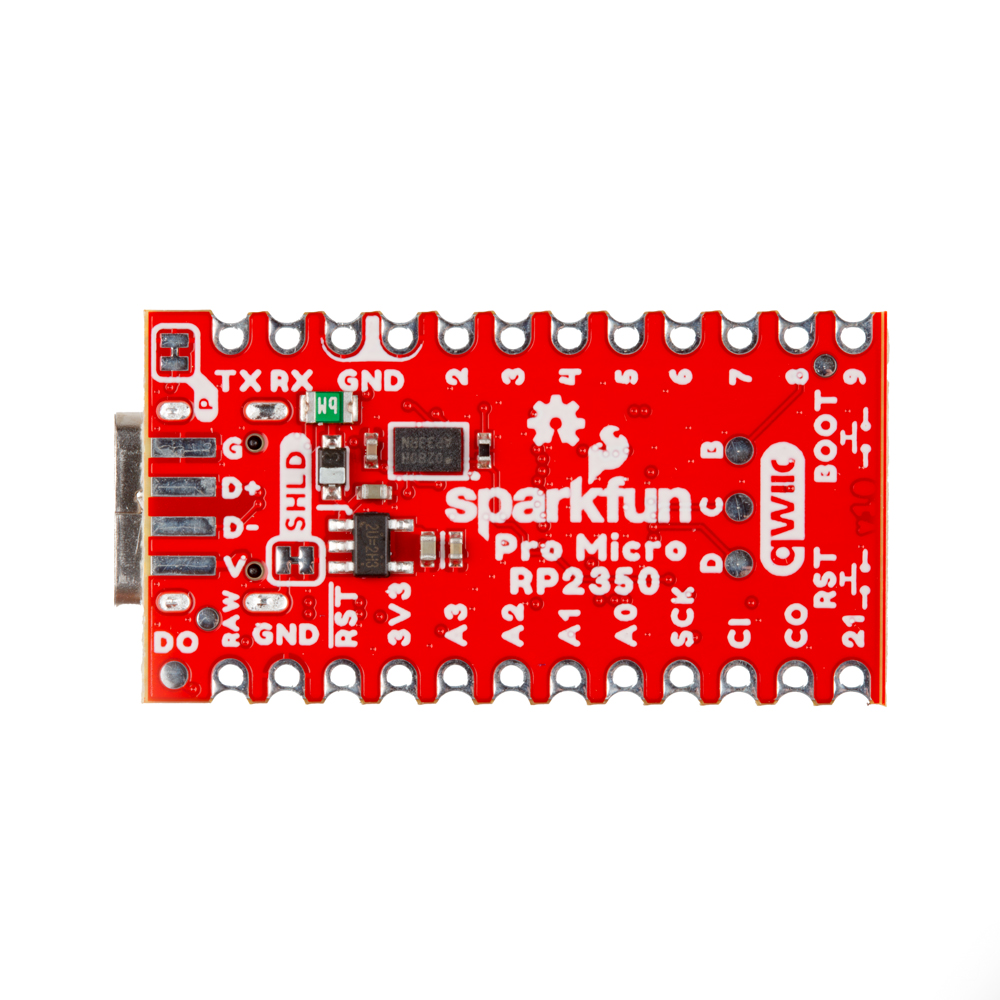 TX RX GND 2 3 4 5 6 7 8 9
P
G
D+
D-
V
SHLD
sparkfun
Pro Micro
RP2350
B
C
D
qwiic
BOOT
RST
DO RAW GND RST 3V3 A3 A2 A1 A0 SCK CI CO 21